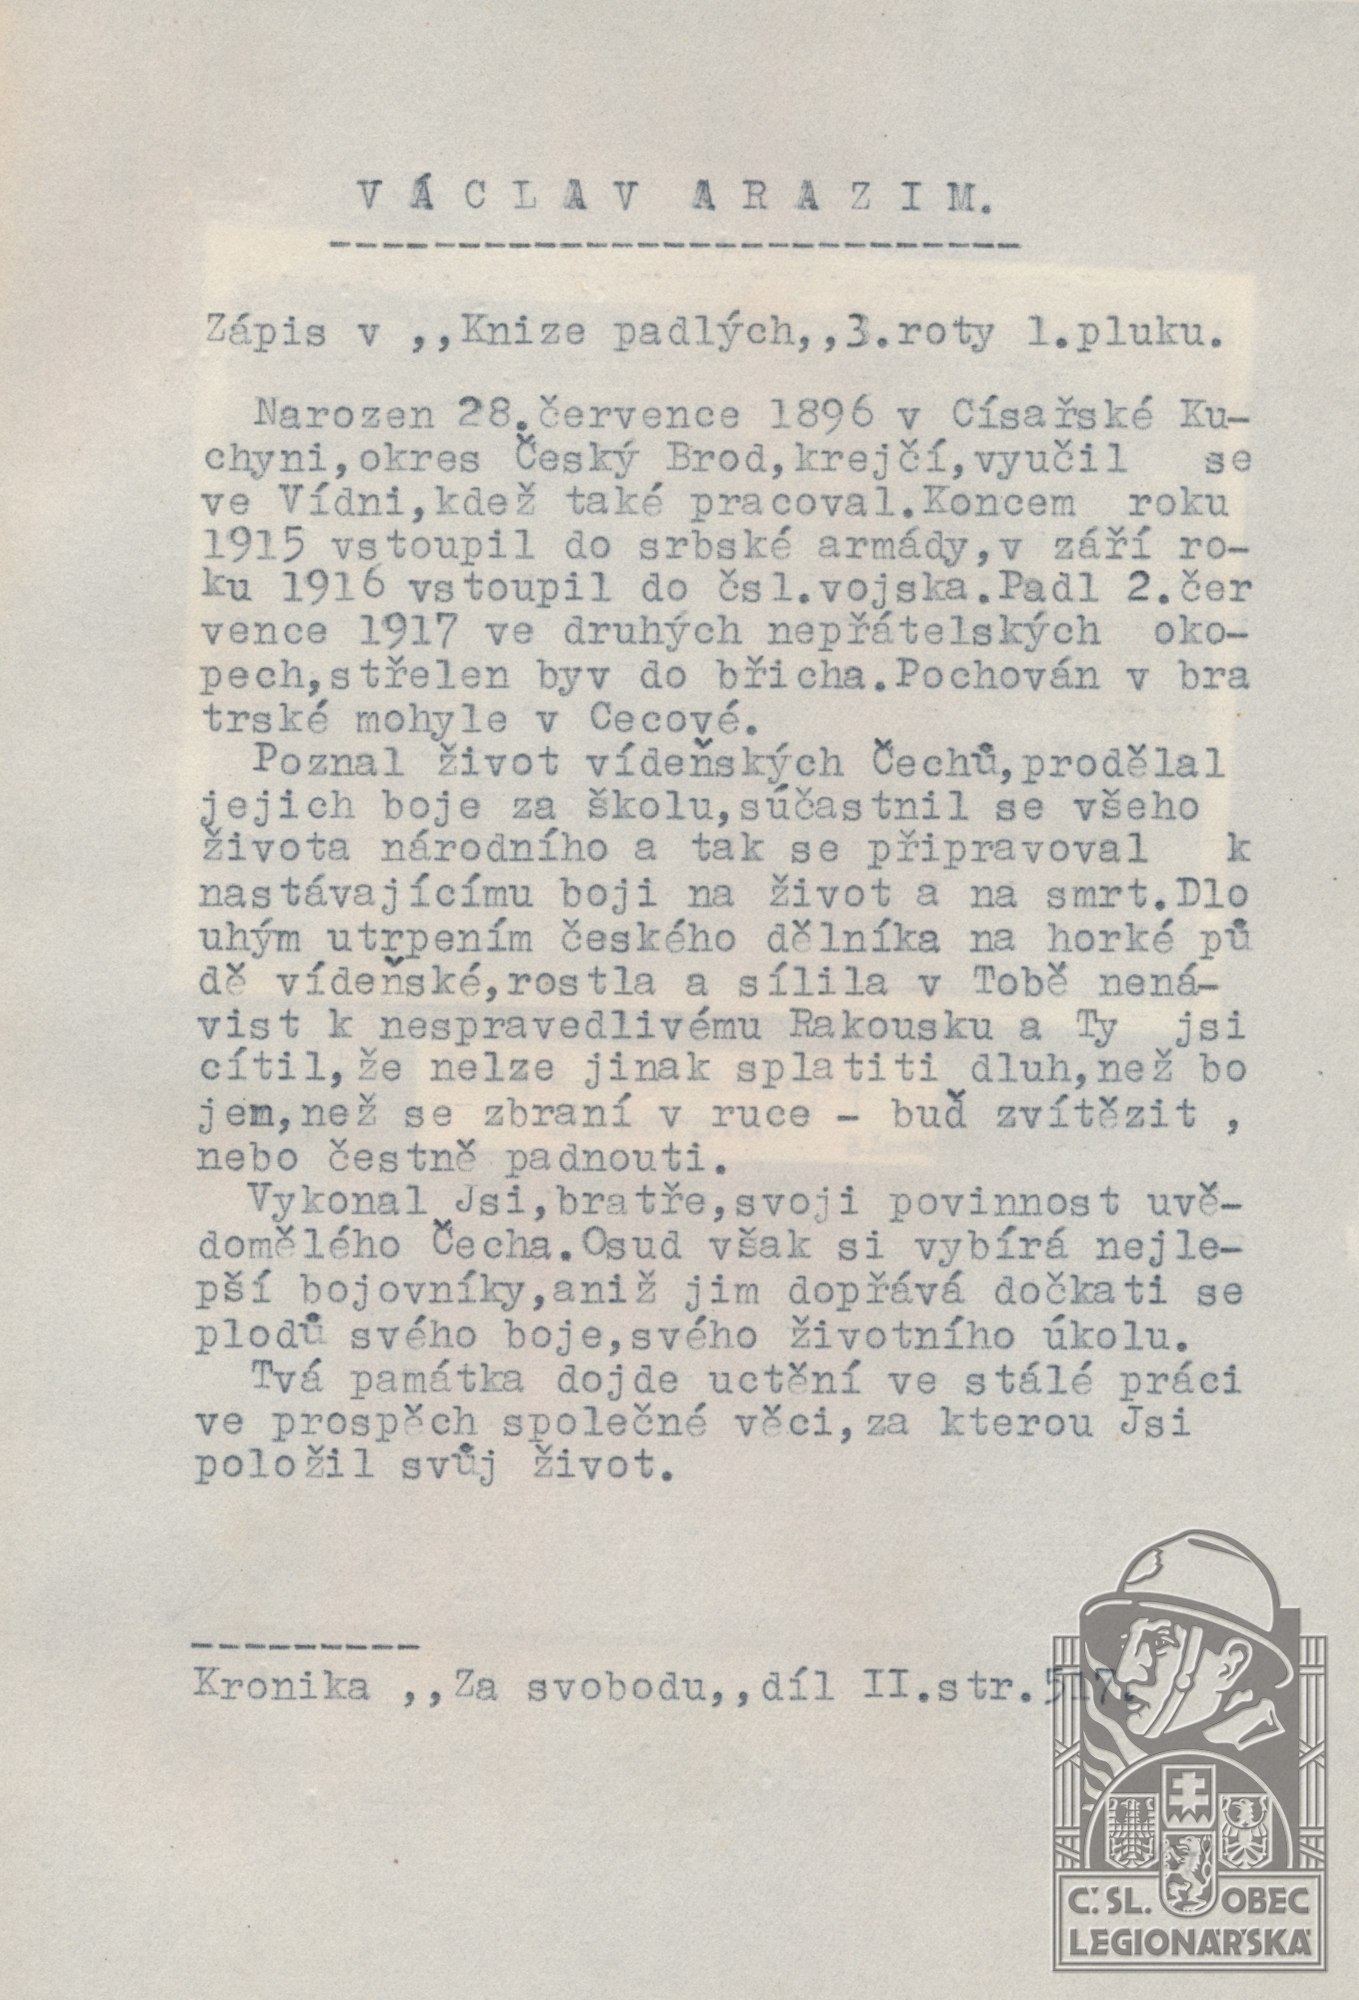 VÁCLAV ARAZIM.
Zápis v ,,Knize padlých,,3.roty 1.pluku.
Narozen 28.července 1896 v Císařské Ku-
chyni,okres Český Brod,krejčí,vyučil se
ve Vídni,kdež také pracoval.Koncem roku
1915 vstoupil do srbské armády,v září ro-
ku 1916 vstoupil do čsl.vojska.Padl 2.čer
vence 1917 ve druhých nepřátelských oko-
pech,střelen byv do břicha.Pochován v bra
trské mohyle v Cecové.
Poznal život vídeňských Čechů,prodělal
jejich boje za školu,súčastnil se všeho
života národního a tak se připravoval k
nastávajícímu boji na život a na smrt.Dlo
uhým utrpením českého dělníka na horké pů
dě vídeňské,rostla a sílila v Tobě nená-
vist k nespravedlivému Rakousku a Ty jsi
cítil,že nelze jinak splatiti dluh,než bo
jem,než se zbraní v ruce - buď zvítězit ,
nebo čestně padnouti.
Vykonal Jsi,bratře,svoji povinnost uvě-
domělého Čecha.Osud však si vybírá nejle-
pší bojovníky,aniž jim dopřává dočkati se
plodů svého boje,svého životního úkolu.
Tvá památka dojde uctění ve stálé práci
ve prospěch společné věci,za kterou Jsi
položil svůj život.
Kronika ,,Za svobodu,,díl II.str.517.
Č.SL. OBEC
LEGIONÁŘSKÁ